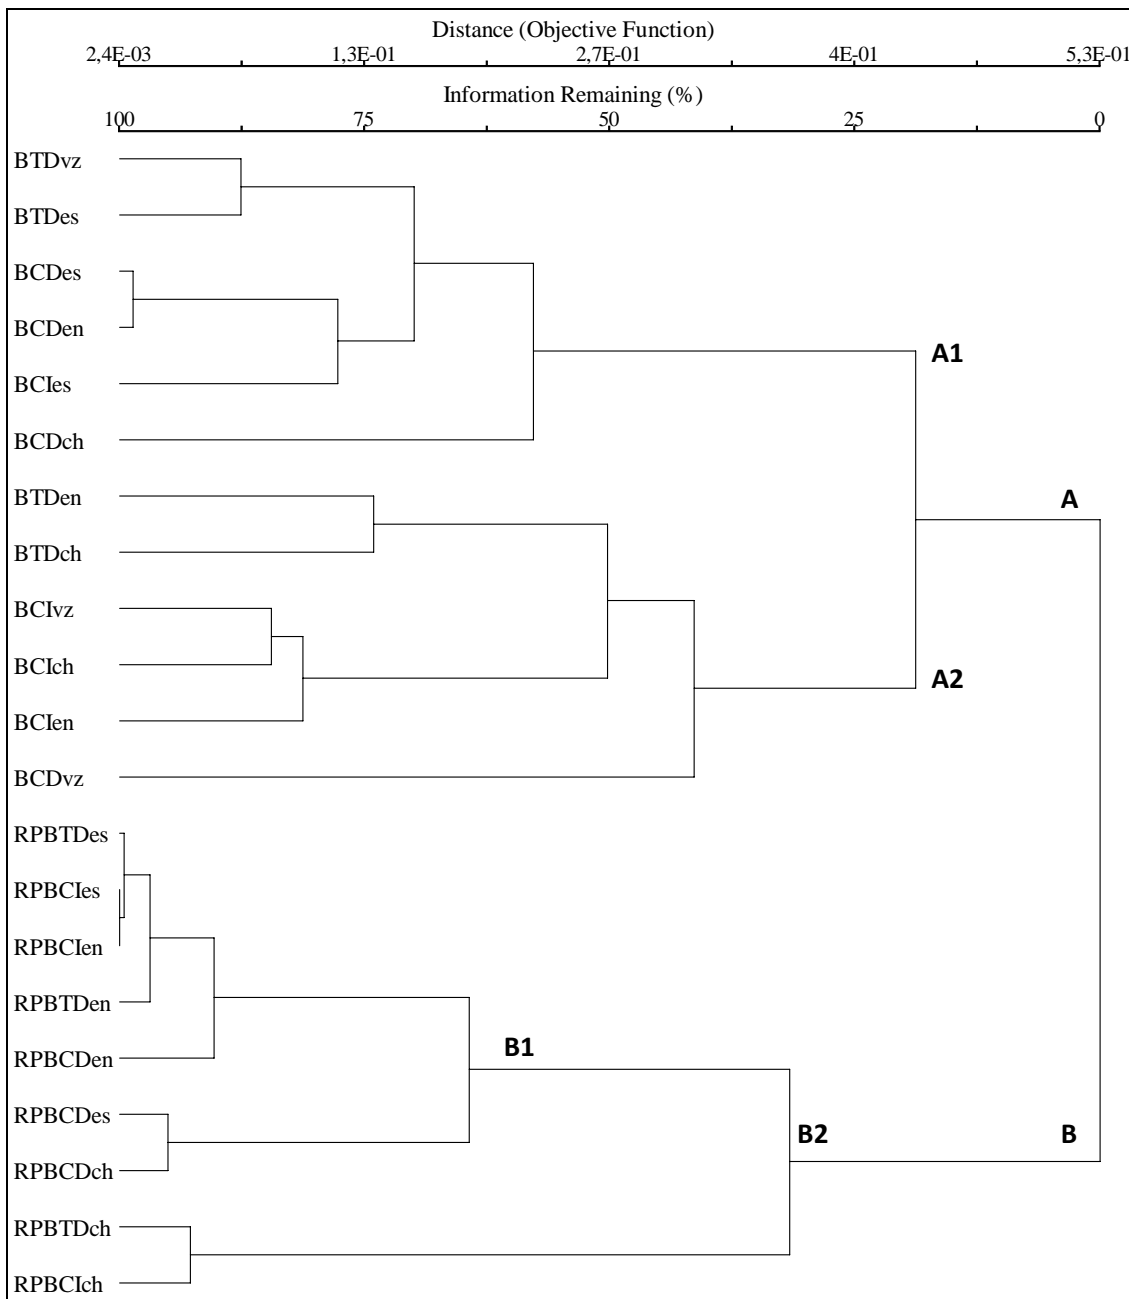 Distance (Objective Function)
2,4E-03 1,3E-01 2,7E-01 4E-01 5,3E-01
Information Remaining (%)
100 75 50 25 0
BTDvz
BTDes
BCDes
BCDen
A1
BCIes
BCDch
BTDen
A
BTDch
BCIvz
BCIch
A2
BCIen
BCDvz
RPBTDes
RPBCIes
RPBCIen
RPBTDen
B1
RPBCDen
RPBCDes
B2 B
RPBCDch
RPBTDch
RPBCIch